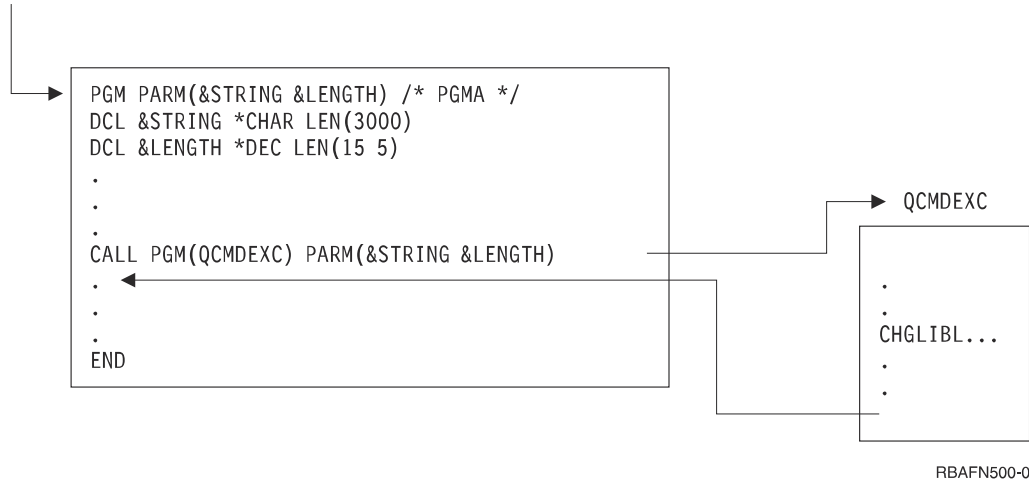 PGM PARM(&STRING &LENGTH) /* PGMA */
DCL &STRING *CHAR LEN(3000)
DCL &LENGTH *DEC LEN(15 5)
.
.
.
CALL PGM(QCMDEXC) PARM(&STRING &LENGTH)
.
.
.
END
QCMDEXC
.
.
CHGLIBL...
.
.
RBAFN500-0